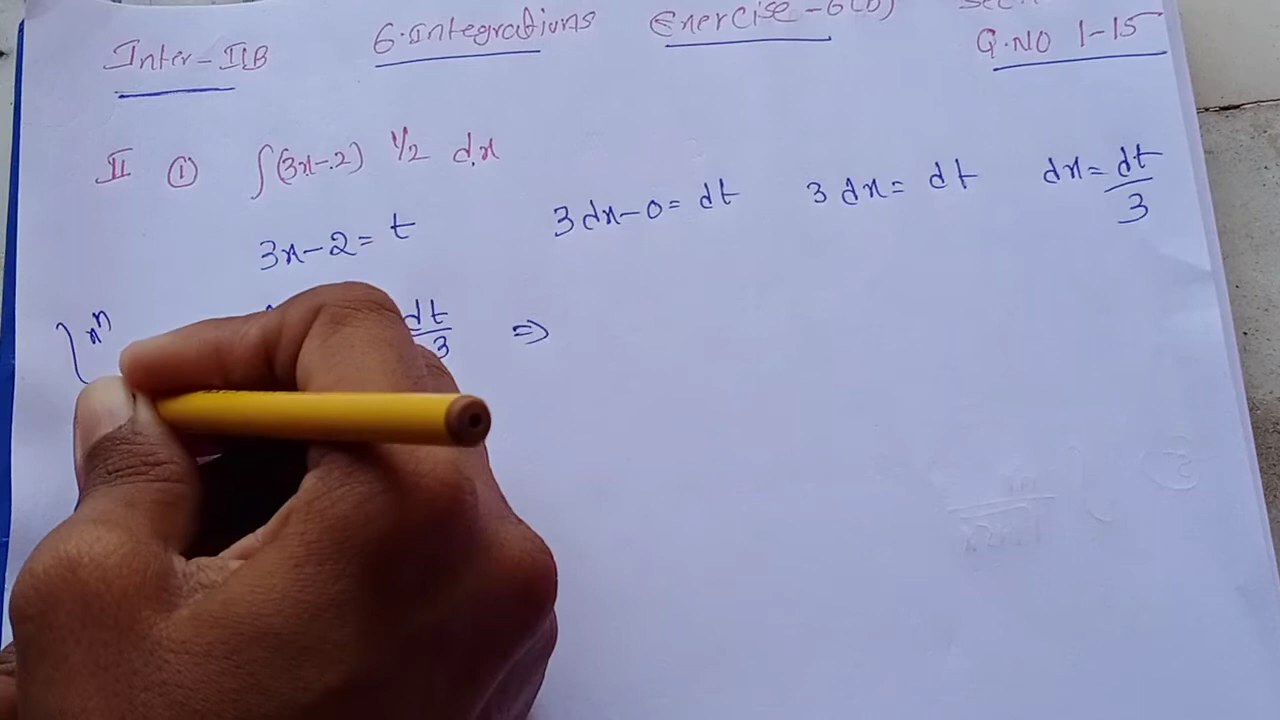 Inter-IIB 6.Integrations Exercise-6(b)
Q.NO 1-15
II ① ∫(3x-2) 1/2 dx
3x-2= t 3dx-0= dt 3dx= dt dx= dt/3
∫x^n dt/3 ⇒